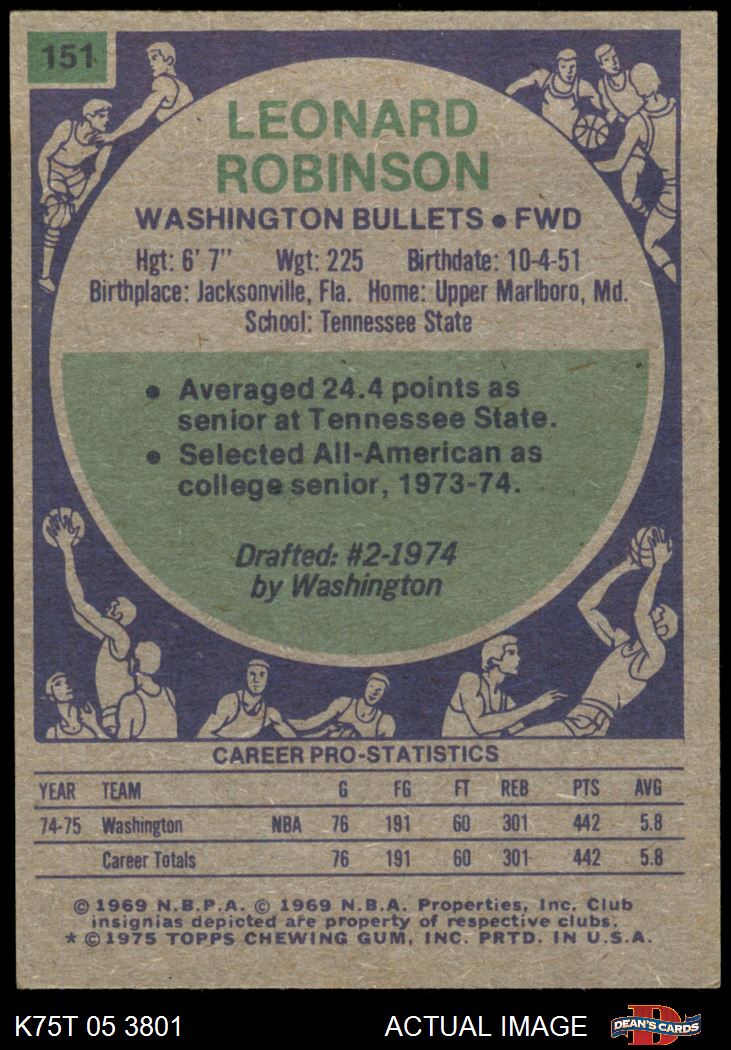 151
LEONARD
ROBINSON
WASHINGTON BULLETS • FWD
Hgt: 6' 7" Wgt: 225 Birthdate: 10-4-51
Birthplace: Jacksonville, Fla. Home: Upper Marlboro, Md.
School: Tennessee State
• Averaged 24.4 points as
senior at Tennessee State.
• Selected All-American as
college senior, 1973-74.
Drafted: #2-1974
by Washington
CAREER PRO-STATISTICS
YEAR TEAM G FG FT REB PTS AVG
74-75 Washington NBA 76 191 60 301 442 5.8
Career Totals 76 191 60 301 442 5.8
© 1969 N.B.P.A. © 1969 N.B.A. Properties, Inc. Club
insignias depicted are property of respective clubs.
* © 1975 TOPPS CHEWING GUM, INC. PRTD. IN U.S.A.
K75T 05 3801 ACTUAL IMAGE D DEAN'S CARDS